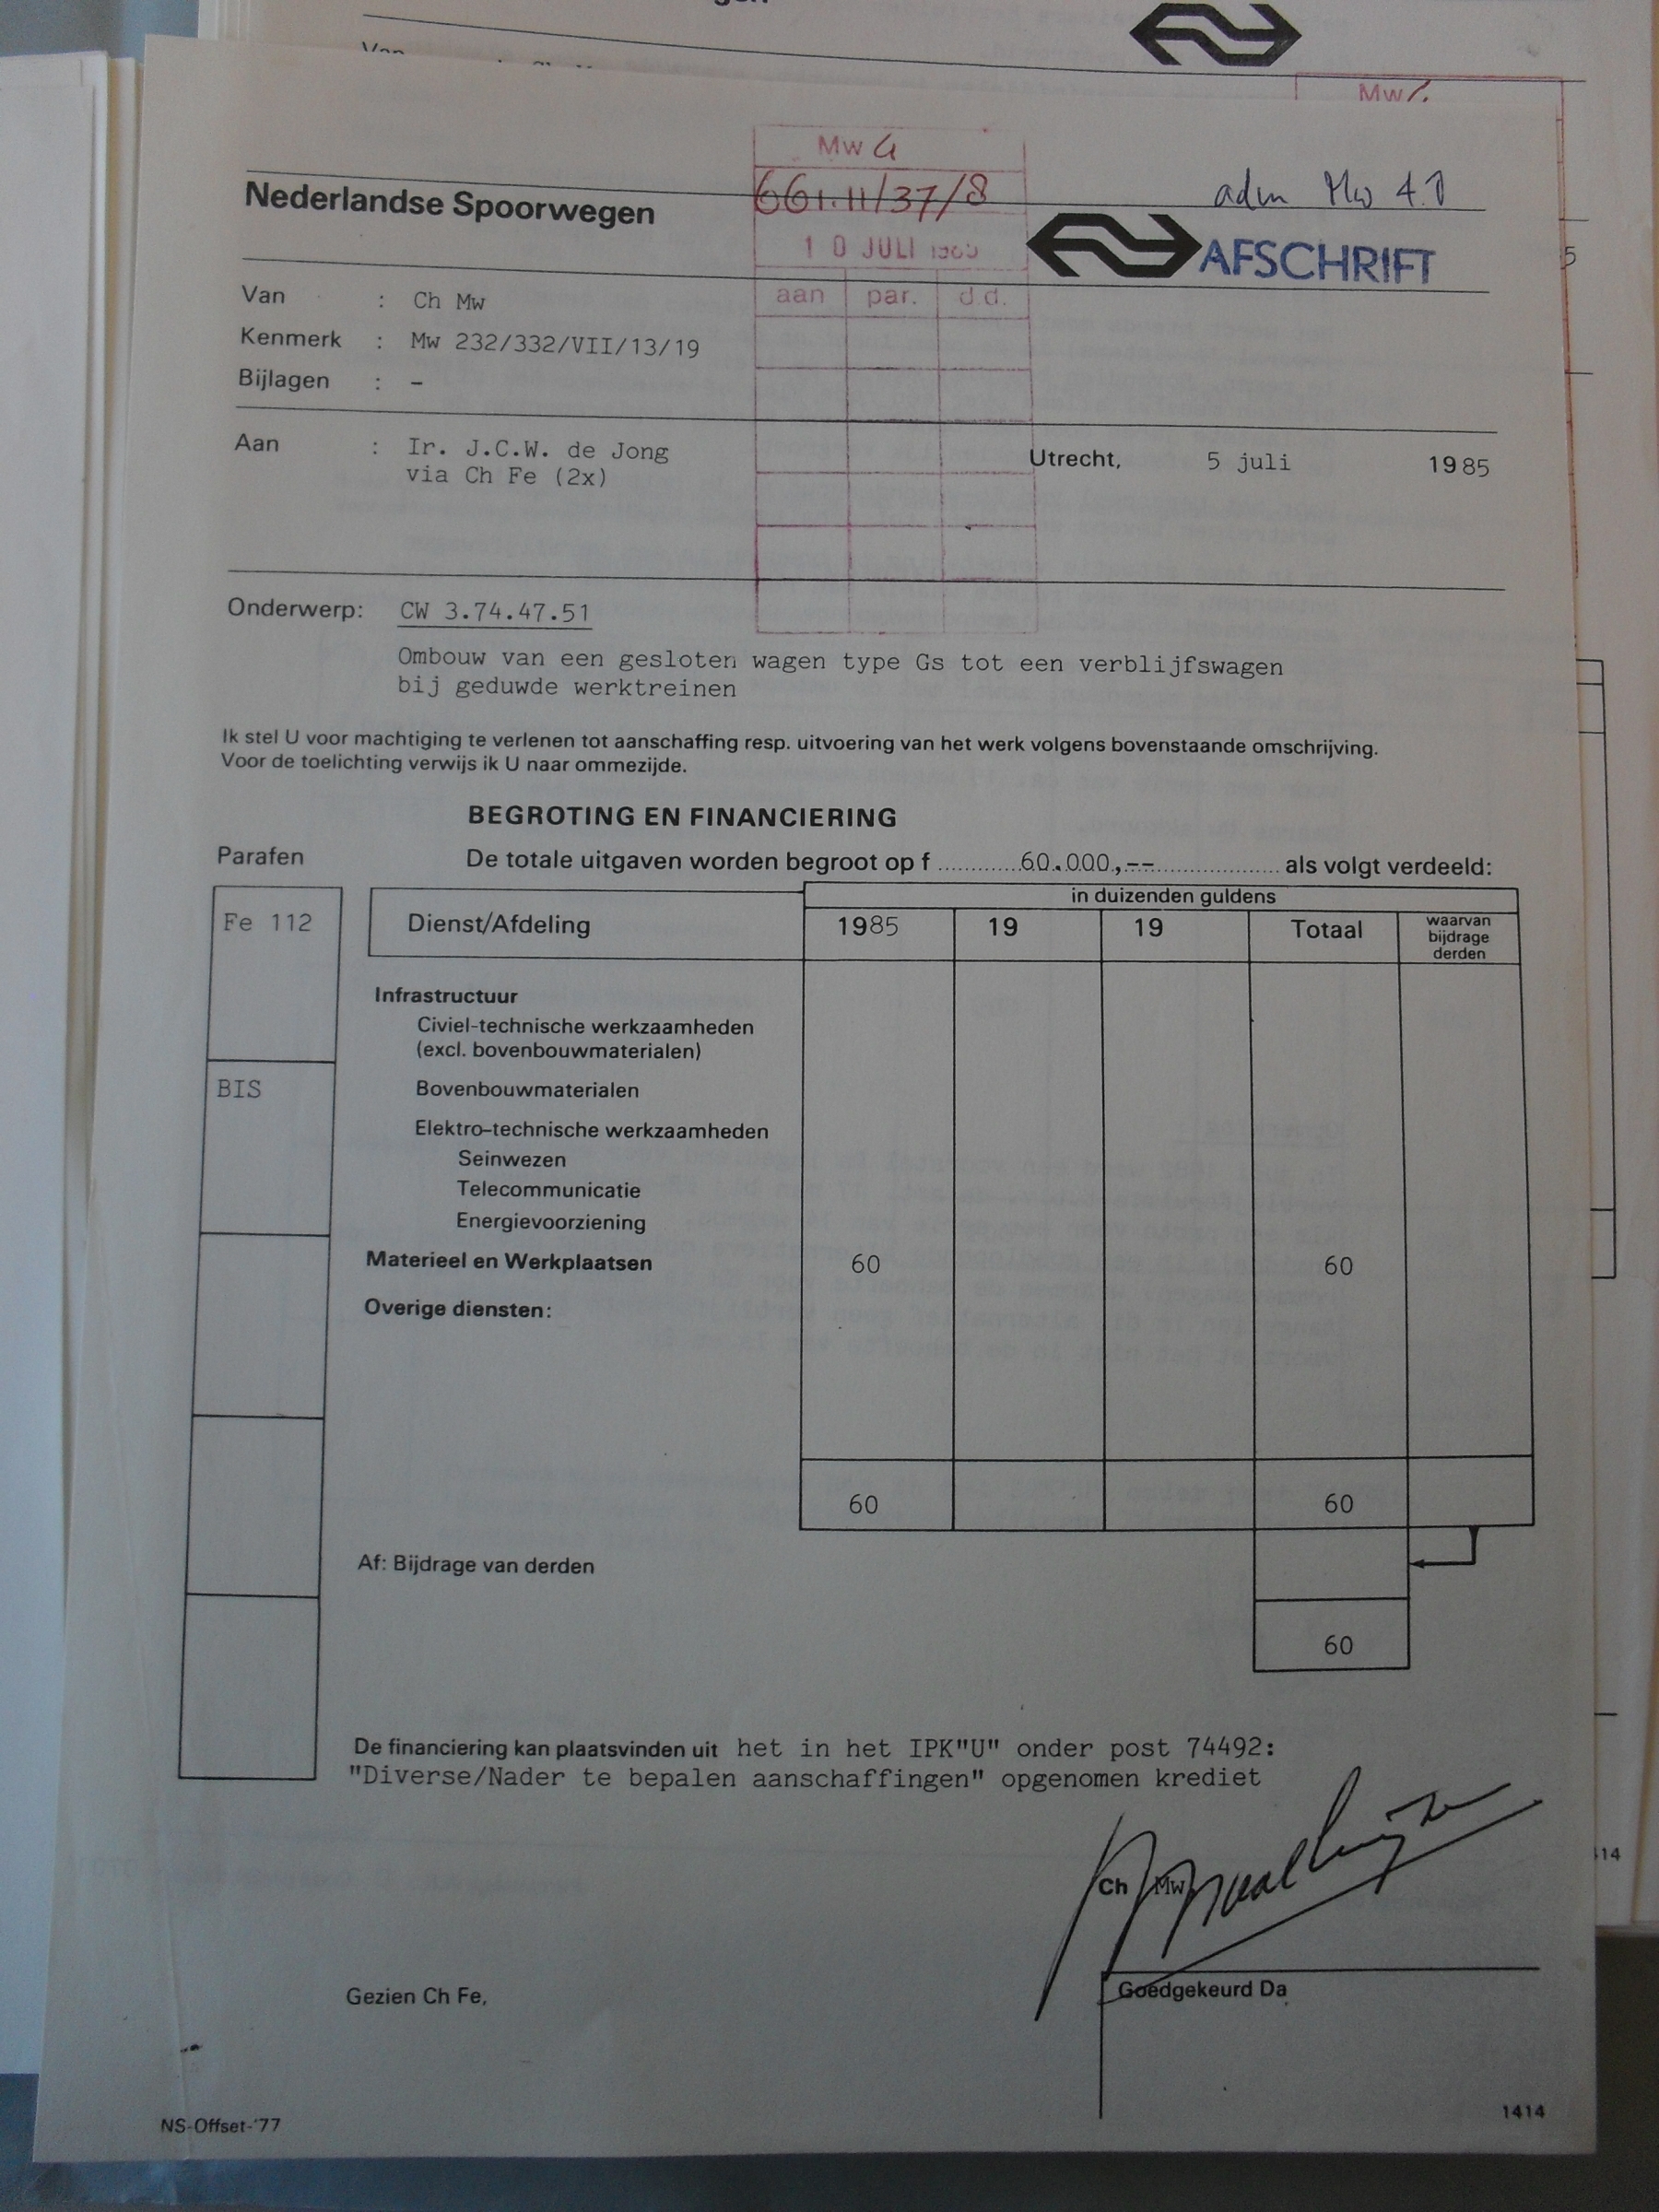 Van
Mw
Mw 4
661.11/37/8
adm Mw 4.1
Nederlandse Spoorwegen
10 JULI 1985
AFSCHRIFT
aan par. d.d.
Van : Ch Mw
Kenmerk : Mw 232/332/VII/13/19
Bijlagen : -
Aan : Ir. J.C.W. de Jong
via Ch Fe (2x)
Utrecht, 5 juli 1985
Onderwerp: CW 3.74.47.51
Ombouw van een gesloten wagen type Gs tot een verblijfswagen
bij geduwde werktreinen
Ik stel U voor machtiging te verlenen tot aanschaffing resp. uitvoering van het werk volgens bovenstaande omschrijving.
Voor de toelichting verwijs ik U naar ommezijde.
BEGROTING EN FINANCIERING
Parafen
De totale uitgaven worden begroot op f ............60.000,--.................... als volgt verdeeld:
in duizenden guldens
Fe 112
Dienst/Afdeling 1985 19 19 Totaal waarvan
bijdrage
derden
Infrastructuur
Civiel-technische werkzaamheden
(excl. bovenbouwmaterialen)
BIS
Bovenbouwmaterialen
Elektro-technische werkzaamheden
Seinwezen
Telecommunicatie
Energievoorziening
Materieel en Werkplaatsen 60 60
Overige diensten:
60 60
Af: Bijdrage van derden
60
De financiering kan plaatsvinden uit het in het IPK"U" onder post 74492:
"Diverse/Nader te bepalen aanschaffingen" opgenomen krediet
Ch Mw
Gezien Ch Fe,
Goedgekeurd Da
NS-Offset-'77
1414